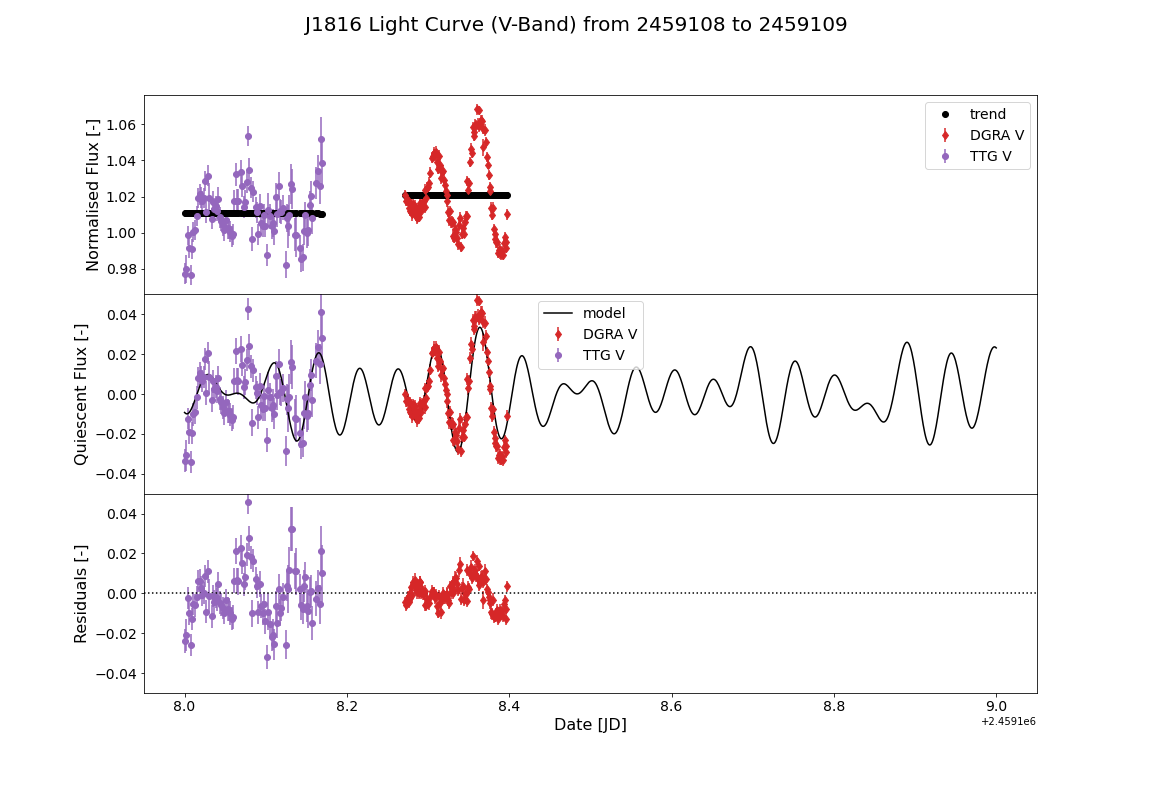 J1816 Light Curve (V-Band) from 2459108 to 2459109
Normalised Flux [-]
1.06
1.04
1.02
1.00
0.98
trend
DGRA V
TTG V
Quiescent Flux [-]
0.04
0.02
0.00
−0.02
−0.04
model
DGRA V
TTG V
Residuals [-]
0.04
0.02
0.00
−0.02
−0.04
8.0 8.2 8.4 8.6 8.8 9.0
Date [JD]
+2.4591e6